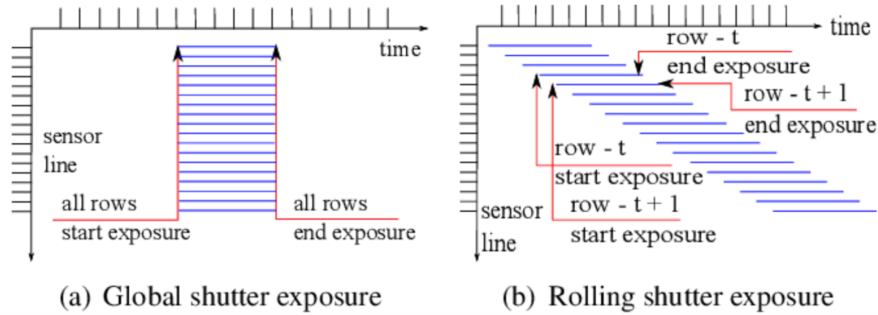 time
sensor
line
all rows
start exposure
all rows
end exposure
(a) Global shutter exposure
time
row - t
end exposure
row - t + 1
end exposure
row - t
start exposure
row - t + 1
start exposure
sensor
line
(b) Rolling shutter exposure